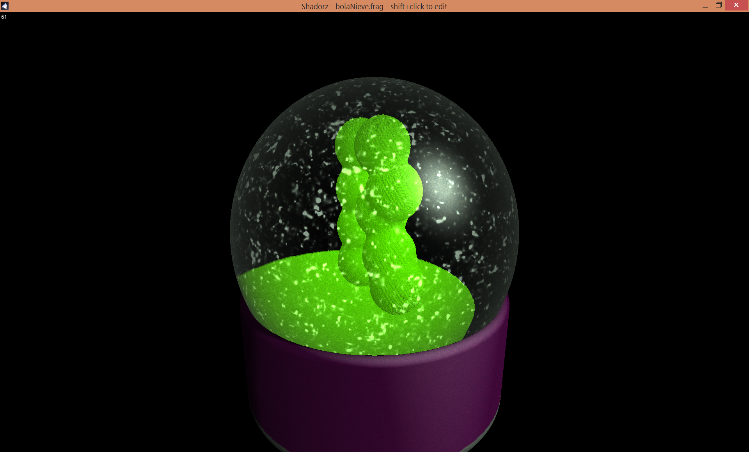 Shadorz - bolaNieve.frag - shift+click to edit
61